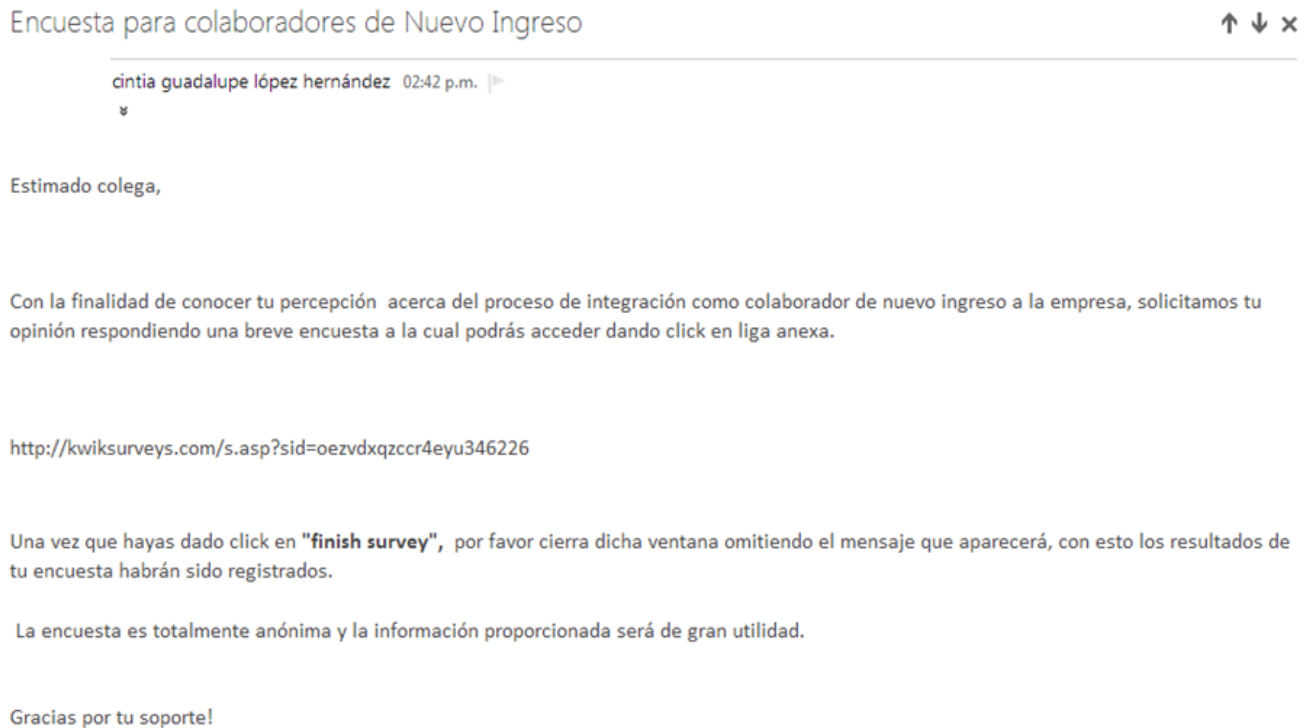 Encuesta para colaboradores de Nuevo Ingreso
cintia guadalupe lópez hernández 02:42 p.m.
Estimado colega,
Con la finalidad de conocer tu percepción acerca del proceso de integración como colaborador de nuevo ingreso a la empresa, solicitamos tu
opinión respondiendo una breve encuesta a la cual podrás acceder dando click en liga anexa.
http://kwiksurveys.com/s.asp?sid=oezvdxqzccr4eyu346226
Una vez que hayas dado click en "finish survey", por favor cierra dicha ventana omitiendo el mensaje que aparecerá, con esto los resultados de
tu encuesta habrán sido registrados.
La encuesta es totalmente anónima y la información proporcionada será de gran utilidad.
Gracias por tu soporte!